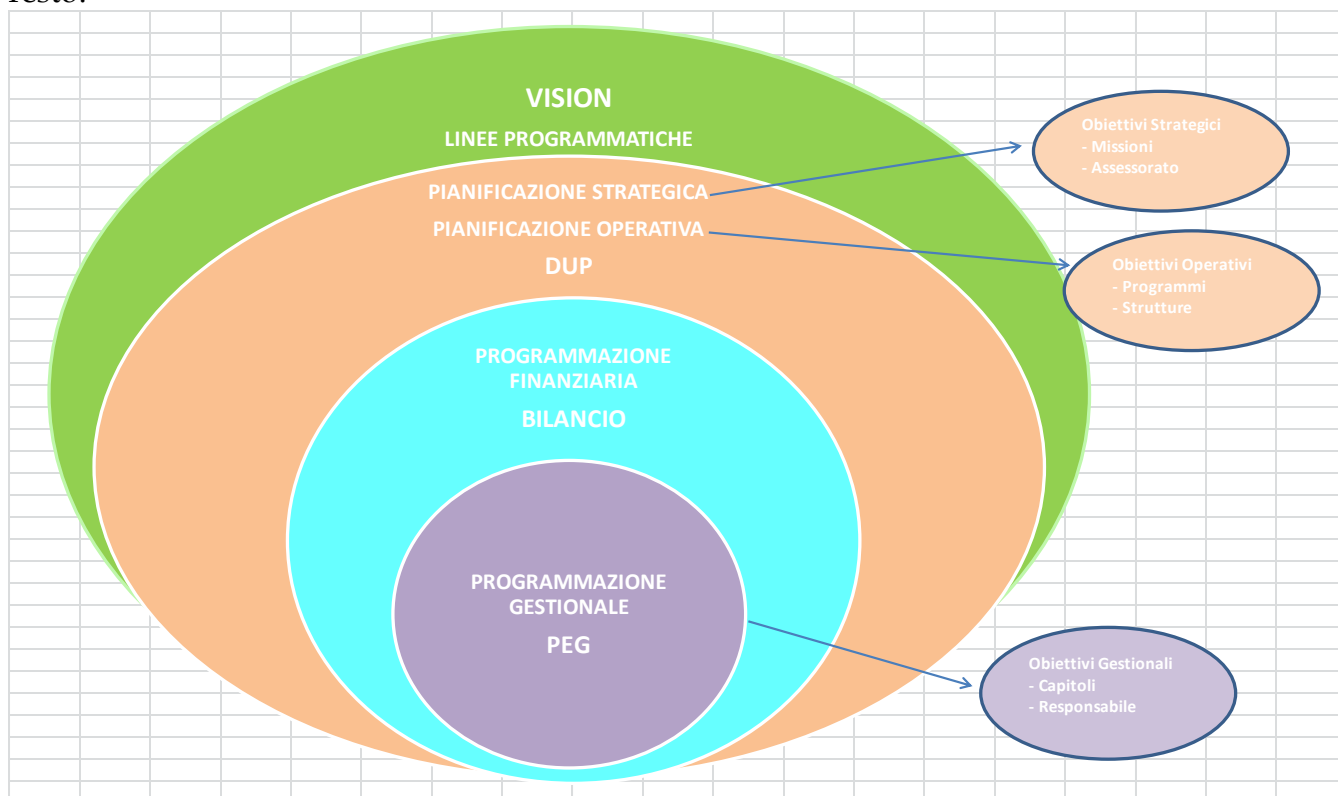 VISION
LINEE PROGRAMMATICHE
PIANIFICAZIONE STRATEGICA
PIANIFICAZIONE OPERATIVA
DUP
PROGRAMMAZIONE
FINANZIARIA
BILANCIO
PROGRAMMAZIONE
GESTIONALE
PEG
Obiettivi Strategici
- Missioni
- Assessorato
Obiettivi Operativi
- Programmi
- Strutture
Obiettivi Gestionali
- Capitoli
- Responsabile